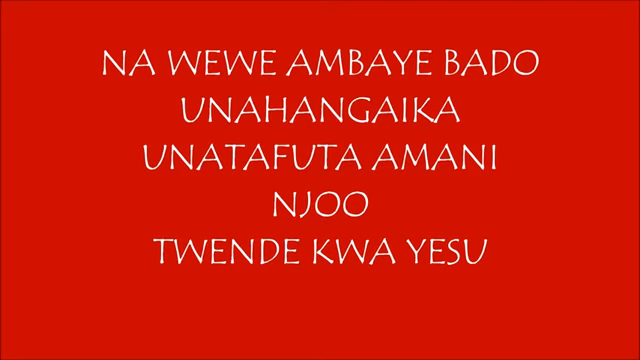 NA WEWE AMBAYE BADO
UNAHANGAIKA
UNATAFUTA AMANI
NJOO
TWENDE KWA YESU